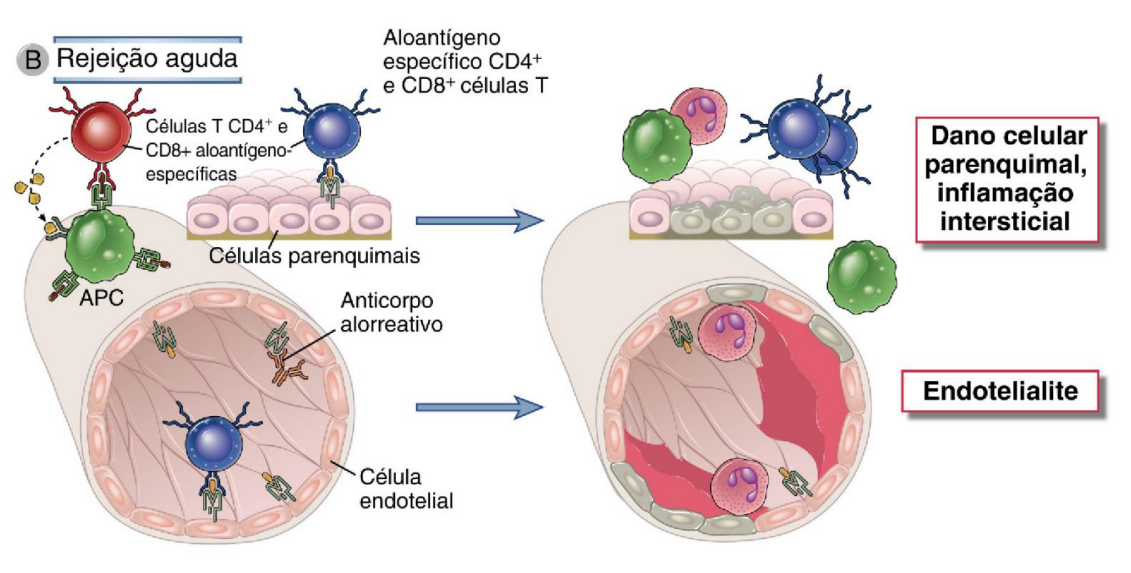 B Rejeição aguda
Aloantígeno
específico CD4⁺
e CD8⁺ células T
Células T CD4⁺ e
CD8+ aloantígeno-
específicas
Células parenquimais
APC
Anticorpo
alorreativo
Célula
endotelial
Dano celular
parenquimal,
inflamação
intersticial
Endotelialite